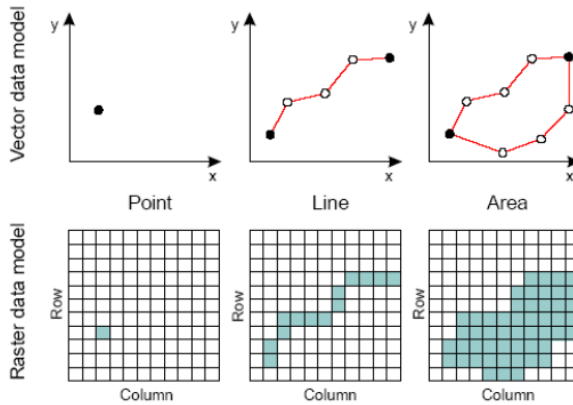 Vector data model
y
x
y
x
y
x
Point
Line
Area
Raster data model
Row
Column
Row
Column
Row
Column